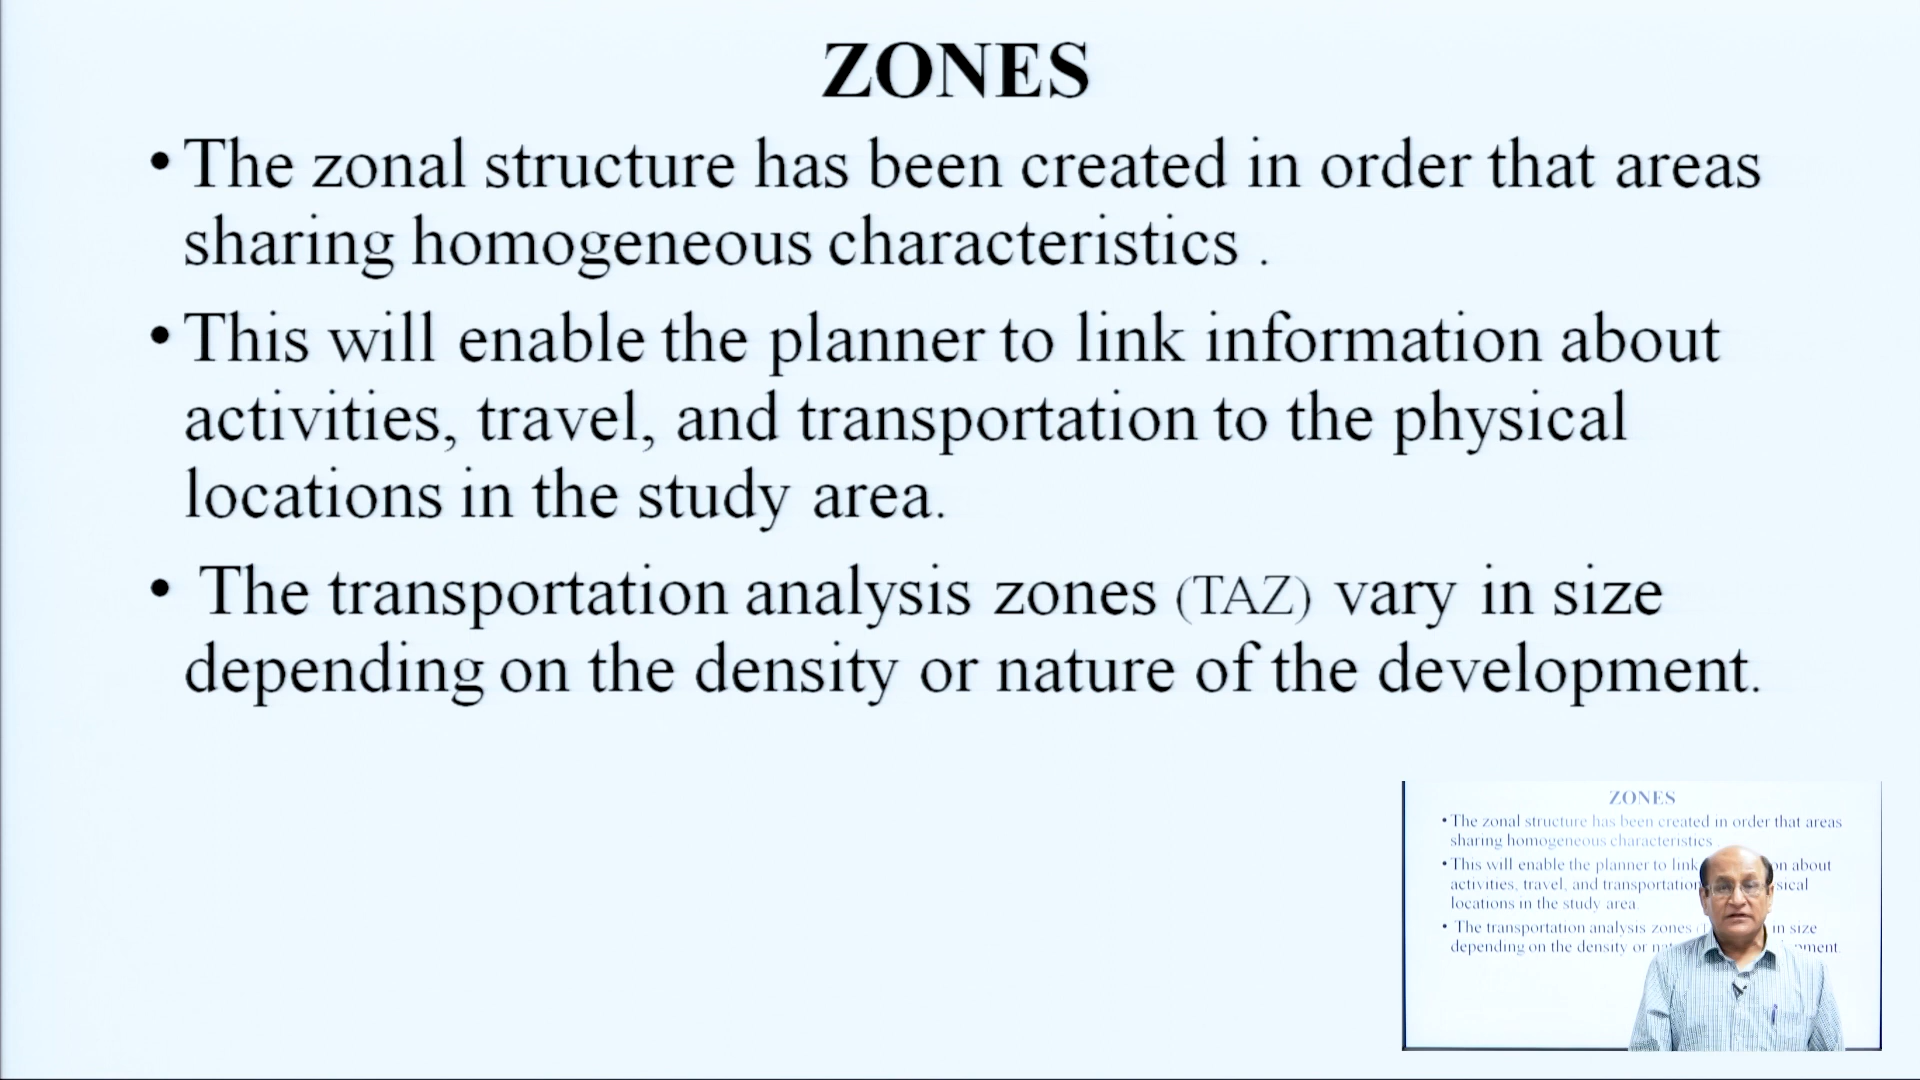 ZONES
• The zonal structure has been created in order that areas
sharing homogeneous characteristics .
• This will enable the planner to link information about
activities, travel, and transportation to the physical
locations in the study area.
• The transportation analysis zones (TAZ) vary in size
depending on the density or nature of the development.
ZONES
• The zonal structure has been created in order that areas
sharing homogeneous characteristics
• This will enable the planner to link on about
activities, travel, and transportation sical
locations in the study area
• The transportation analysis zones in size
depending on the density or